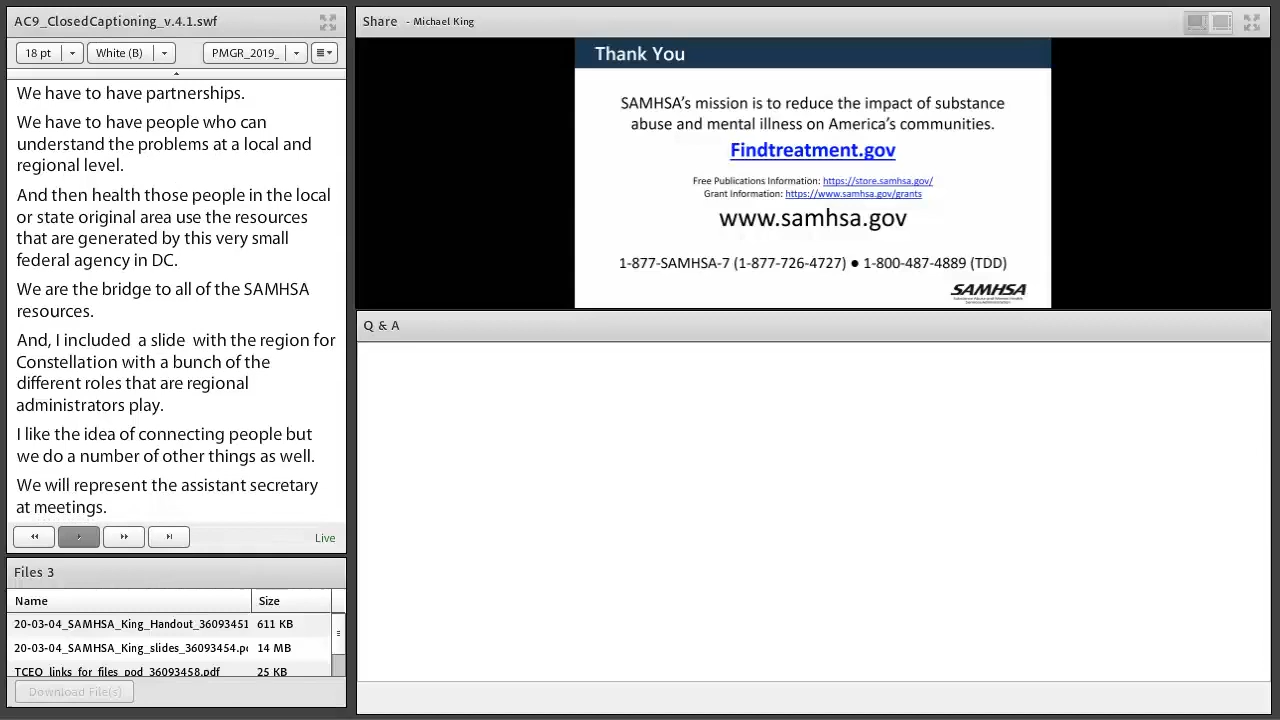 AC9_ClosedCaptioning_v.4.1.swf
18 pt
White (B)
PMGR_2019_
We have to have partnerships.
We have to have people who can
understand the problems at a local and
regional level.
And then health those people in the local
or state original area use the resources
that are generated by this very small
federal agency in DC.
We are the bridge to all of the SAMHSA
resources.
And, I included a slide with the region for
Constellation with a bunch of the
different roles that are regional
administrators play.
I like the idea of connecting people but
we do a number of other things as well.
We will represent the assistant secretary
at meetings.
Live
Files 3
Name Size
20-03-04_SAMHSA_King_Handout_36093451 611 KB
20-03-04_SAMHSA_King_slides_36093454.pc 14 MB
TCEO_links_for_files_pod_36093458.pdf 25 KB
Download File(s)
Share - Michael King
Thank You
SAMHSA's mission is to reduce the impact of substance
abuse and mental illness on America's communities.
Findtreatment.gov
Free Publications Information: https://store.samhsa.gov/
Grant Information: https://www.samhsa.gov/grants
www.samhsa.gov
1-877-SAMHSA-7 (1-877-726-4727) ● 1-800-487-4889 (TDD)
SAMHSA
Substance Abuse and Mental Health
Services Administration
Q & A